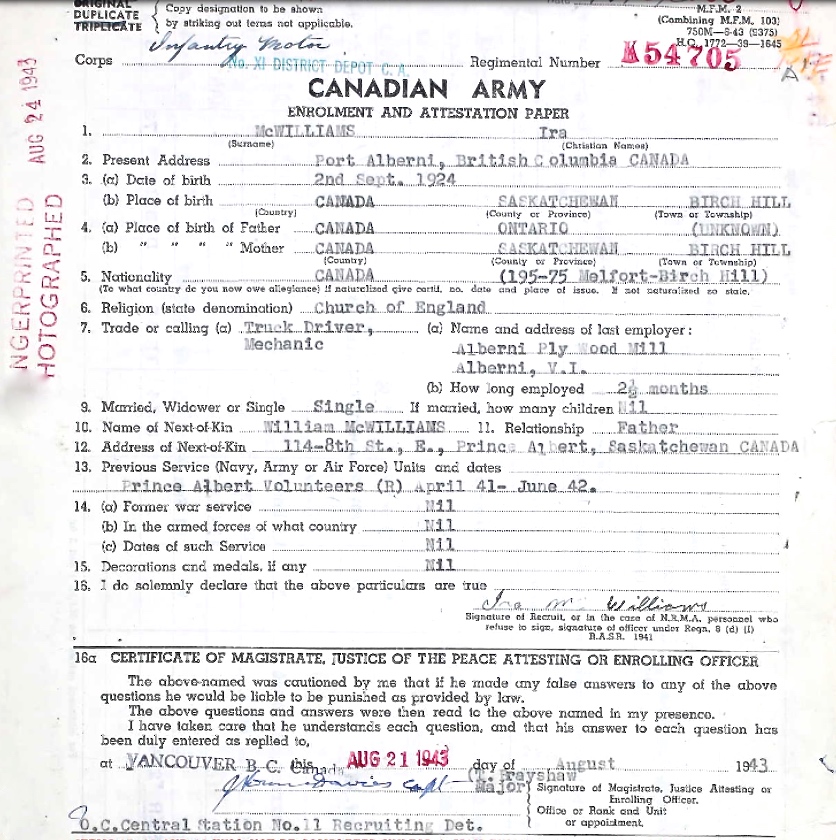 ORIGINAL
DUPLICATE
TRIPLICATE
Copy designation to be shown
by striking out terms not applicable.
M.F.M. 2
(Combining M.F.M. 103)
750M—8-43 (9375)
H.Q. 1772—39—1645
Infantry Motor
No. XI DISTRICT DEPOT C. A.
Corps
Regimental Number K54705
CANADIAN ARMY
ENROLMENT AND ATTESTATION PAPER
AUG 24 1943
NGERPRINTED
HOTOGRAPHED
1. McWILLIAMS Ira
(Surname) (Christian Names)
2. Present Address Port Alberni, British Columbia CANADA
3. (a) Date of birth 2nd Sept. 1924
(b) Place of birth CANADA SASKATCHEWAN BIRCH HILL
(Country) (County or Province) (Town or Township)
4. (a) Place of birth of Father CANADA ONTARIO (UNKNOWN)
(b) " " " " Mother CANADA SASKATCHEWAN BIRCH HILL
(Country) (County or Province) (Town or Township)
5. Nationality CANADA (195-75 Melfort-Birch Hill)
(To what country do you now owe allegiance) If naturalized give certif. no. date and place of issue. If not naturalized so state.
6. Religion (state denomination) Church of England
7. Trade or calling (a) Truck Driver, (a) Name and address of last employer:
Mechanic Alberni Ply Wood Mill
Alberni, V.I.
(b) How long employed 2½ months
9. Married, Widower or Single Single If married, how many children Nil
10. Name of Next-of-Kin William McWILLIAMS 11. Relationship Father
12. Address of Next-of-Kin 114-8th St., E., Prince Albert, Saskatchewan CANADA
13. Previous Service (Navy, Army or Air Force) Units and dates
Prince Albert Volunteers (R) April 41- June 42.
14. (a) Former war service Nil
(b) In the armed forces of what country Nil
(c) Dates of such Service Nil
15. Decorations and medals, if any Nil
16. I do solemnly declare that the above particulars are true
Ira McWilliams
Signature of Recruit, or in the case of N.R.M.A. personnel who
refuse to sign, signature of officer under Regn. 8 (d) (i)
R.A.S.R. 1941
16a CERTIFICATE OF MAGISTRATE, JUSTICE OF THE PEACE ATTESTING OR ENROLLING OFFICER
The above-named was cautioned by me that if he made any false answers to any of the above
questions he would be liable to be punished as provided by law.
The above questions and answers were then read to the above named in my presence.
I have taken care that he understands each question, and that his answer to each question has
been duly entered as replied to,
at VANCOUVER B.C. Canada this AUG 21 1943 day of August 1943
Davies Capt
Major
Signature of Magistrate, Justice Attesting or
Enrolling Officer.
Office or Rank and Unit
or appointment.
O.C. Central Station No. 11 Recruiting Det.